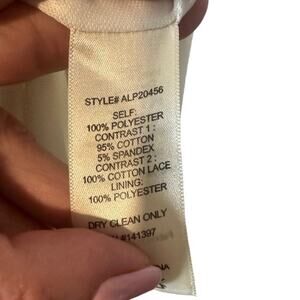 STYLE# ALP20456
SELF:
100% POLYESTER
CONTRAST 1 :
95% COTTON
5% SPANDEX
CONTRAST 2 :
100% COTTON LACE
LINING:
100% POLYESTER
DRY CLEAN ONLY
#141397